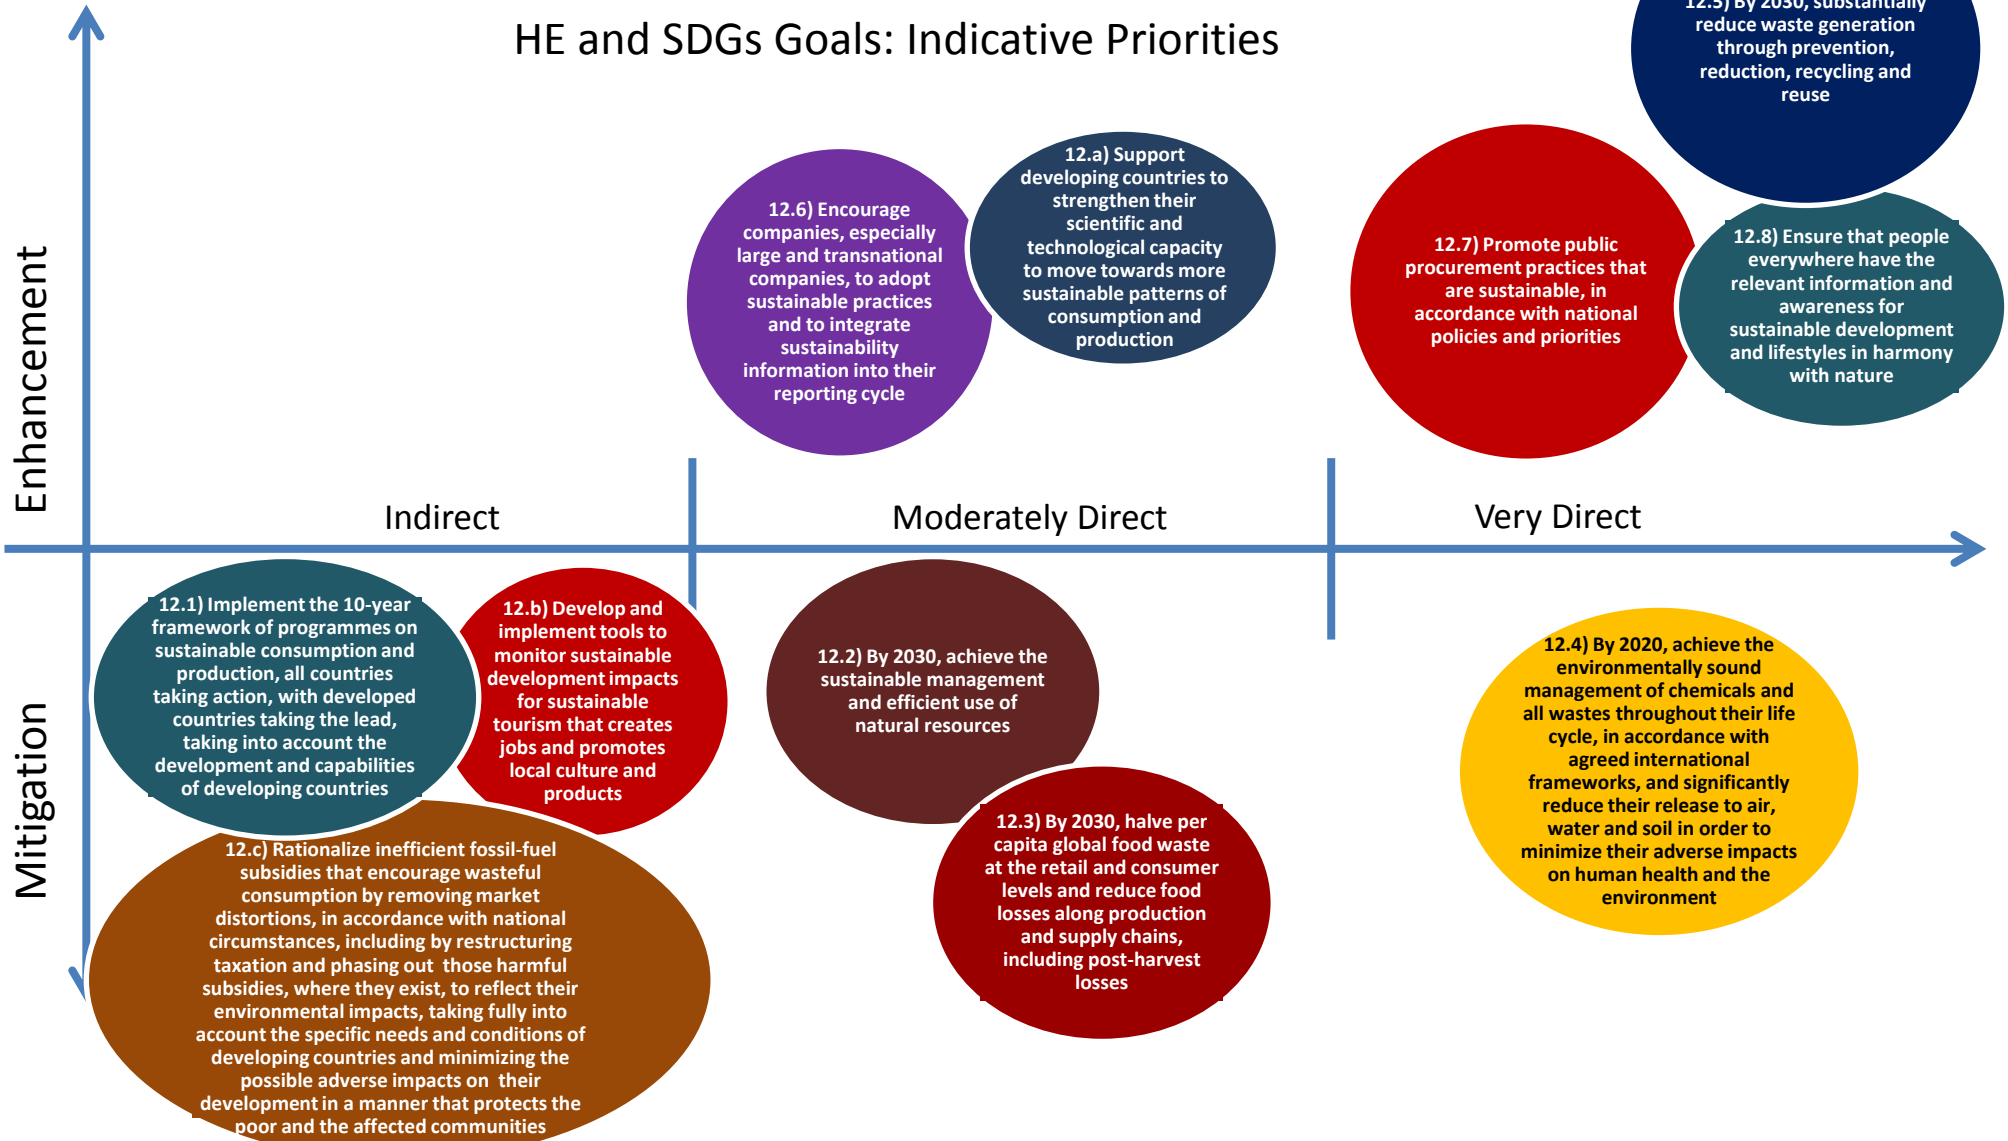 HE and SDGs Goals: Indicative Priorities
12.5) By 2030, substantially
reduce waste generation
through prevention,
reduction, recycling and
reuse
12.6) Encourage
companies, especially
large and transnational
companies, to adopt
sustainable practices
and to integrate
sustainability
information into their
reporting cycle
12.a) Support
developing countries to
strengthen their
scientific and
technological capacity
to move towards more
sustainable patterns of
consumption and
production
12.7) Promote public
procurement practices that
are sustainable, in
accordance with national
policies and priorities
12.8) Ensure that people
everywhere have the
relevant information and
awareness for
sustainable development
and lifestyles in harmony
with nature
Enhancement
Indirect
Moderately Direct
Very Direct
Mitigation
12.1) Implement the 10-year
framework of programmes on
sustainable consumption and
production, all countries
taking action, with developed
countries taking the lead,
taking into account the
development and capabilities
of developing countries
12.b) Develop and
implement tools to
monitor sustainable
development impacts
for sustainable
tourism that creates
jobs and promotes
local culture and
products
12.c) Rationalize inefficient fossil-fuel
subsidies that encourage wasteful
consumption by removing market
distortions, in accordance with national
circumstances, including by restructuring
taxation and phasing out those harmful
subsidies, where they exist, to reflect their
environmental impacts, taking fully into
account the specific needs and conditions of
developing countries and minimizing the
possible adverse impacts on their
development in a manner that protects the
poor and the affected communities
12.2) By 2030, achieve the
sustainable management
and efficient use of
natural resources
12.3) By 2030, halve per
capita global food waste
at the retail and consumer
levels and reduce food
losses along production
and supply chains,
including post-harvest
losses
12.4) By 2020, achieve the
environmentally sound
management of chemicals and
all wastes throughout their life
cycle, in accordance with
agreed international
frameworks, and significantly
reduce their release to air,
water and soil in order to
minimize their adverse impacts
on human health and the
environment